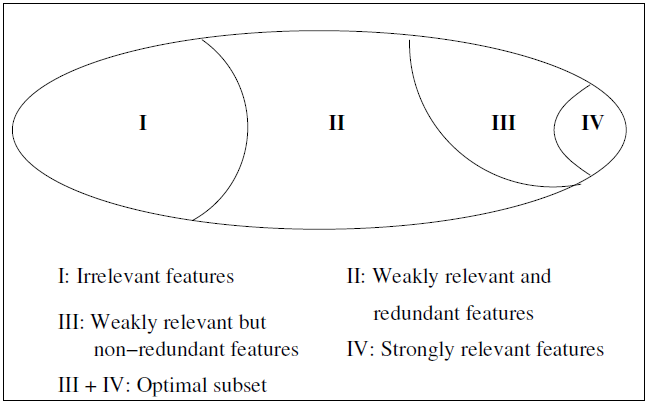 I
II
III
IV
I: Irrelevant features
II: Weakly relevant and
redundant features
III: Weakly relevant but
non−redundant features
IV: Strongly relevant features
III + IV: Optimal subset